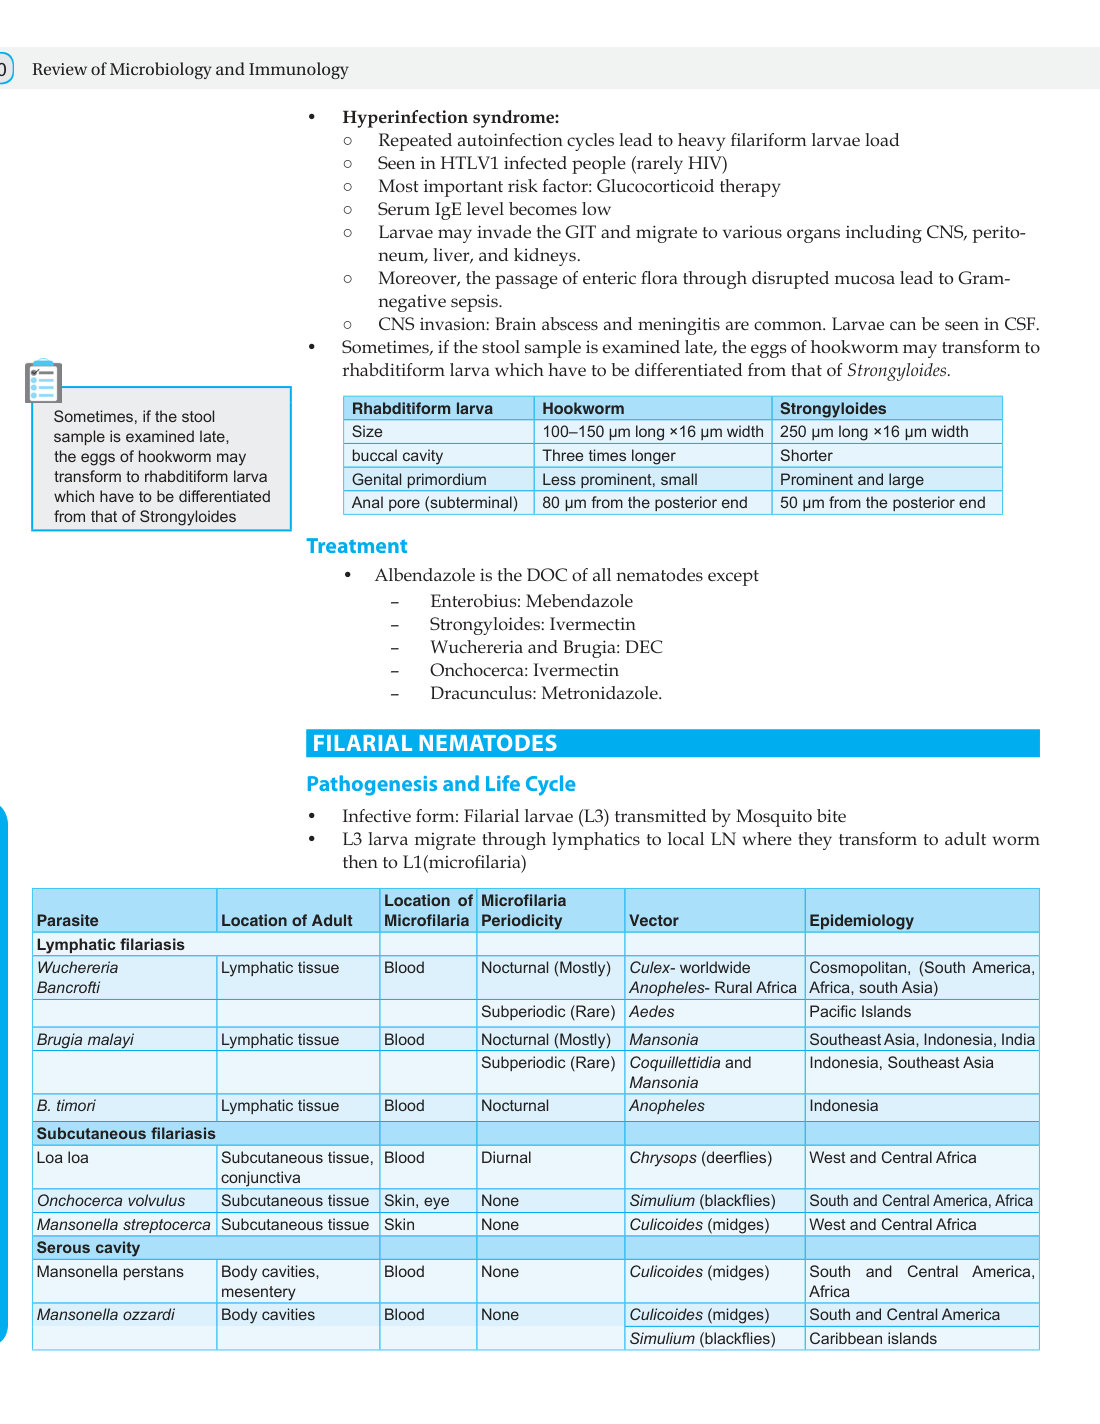 0 Review of Microbiology and Immunology
• Hyperinfection syndrome:
○ Repeated autoinfection cycles lead to heavy filariform larvae load
○ Seen in HTLV1 infected people (rarely HIV)
○ Most important risk factor: Glucocorticoid therapy
○ Serum IgE level becomes low
○ Larvae may invade the GIT and migrate to various organs including CNS, perito-
neum, liver, and kidneys.
○ Moreover, the passage of enteric flora through disrupted mucosa lead to Gram-
negative sepsis.
○ CNS invasion: Brain abscess and meningitis are common. Larvae can be seen in CSF.
• Sometimes, if the stool sample is examined late, the eggs of hookworm may transform to
rhabditiform larva which have to be differentiated from that of Strongyloides.
Sometimes, if the stool
sample is examined late,
the eggs of hookworm may
transform to rhabditiform larva
which have to be differentiated
from that of Strongyloides
Rhabditiform larva Hookworm Strongyloides
Size 100–150 µm long ×16 µm width 250 µm long ×16 µm width
buccal cavity Three times longer Shorter
Genital primordium Less prominent, small Prominent and large
Anal pore (subterminal) 80 µm from the posterior end 50 µm from the posterior end
Treatment
• Albendazole is the DOC of all nematodes except
– Enterobius: Mebendazole
– Strongyloides: Ivermectin
– Wuchereria and Brugia: DEC
– Onchocerca: Ivermectin
– Dracunculus: Metronidazole.
FILARIAL NEMATODES
Pathogenesis and Life Cycle
• Infective form: Filarial larvae (L3) transmitted by Mosquito bite
• L3 larva migrate through lymphatics to local LN where they transform to adult worm
then to L1(microfilaria)
Location of Microfilaria
Parasite Location of Adult Microfilaria Periodicity Vector Epidemiology
Lymphatic filariasis
Wuchereria Lymphatic tissue Blood Nocturnal (Mostly) Culex- worldwide Cosmopolitan, (South America,
Bancrofti Anopheles- Rural Africa Africa, south Asia)
Subperiodic (Rare) Aedes Pacific Islands
Brugia malayi Lymphatic tissue Blood Nocturnal (Mostly) Mansonia Southeast Asia, Indonesia, India
Subperiodic (Rare) Coquillettidia and Indonesia, Southeast Asia
Mansonia
B. timori Lymphatic tissue Blood Nocturnal Anopheles Indonesia
Subcutaneous filariasis
Loa loa Subcutaneous tissue, Blood Diurnal Chrysops (deerflies) West and Central Africa
conjunctiva
Onchocerca volvulus Subcutaneous tissue Skin, eye None Simulium (blackflies) South and Central America, Africa
Mansonella streptocerca Subcutaneous tissue Skin None Culicoides (midges) West and Central Africa
Serous cavity
Mansonella perstans Body cavities, Blood None Culicoides (midges) South and Central America,
mesentery Africa
Mansonella ozzardi Body cavities Blood None Culicoides (midges) South and Central America
Simulium (blackflies) Caribbean islands